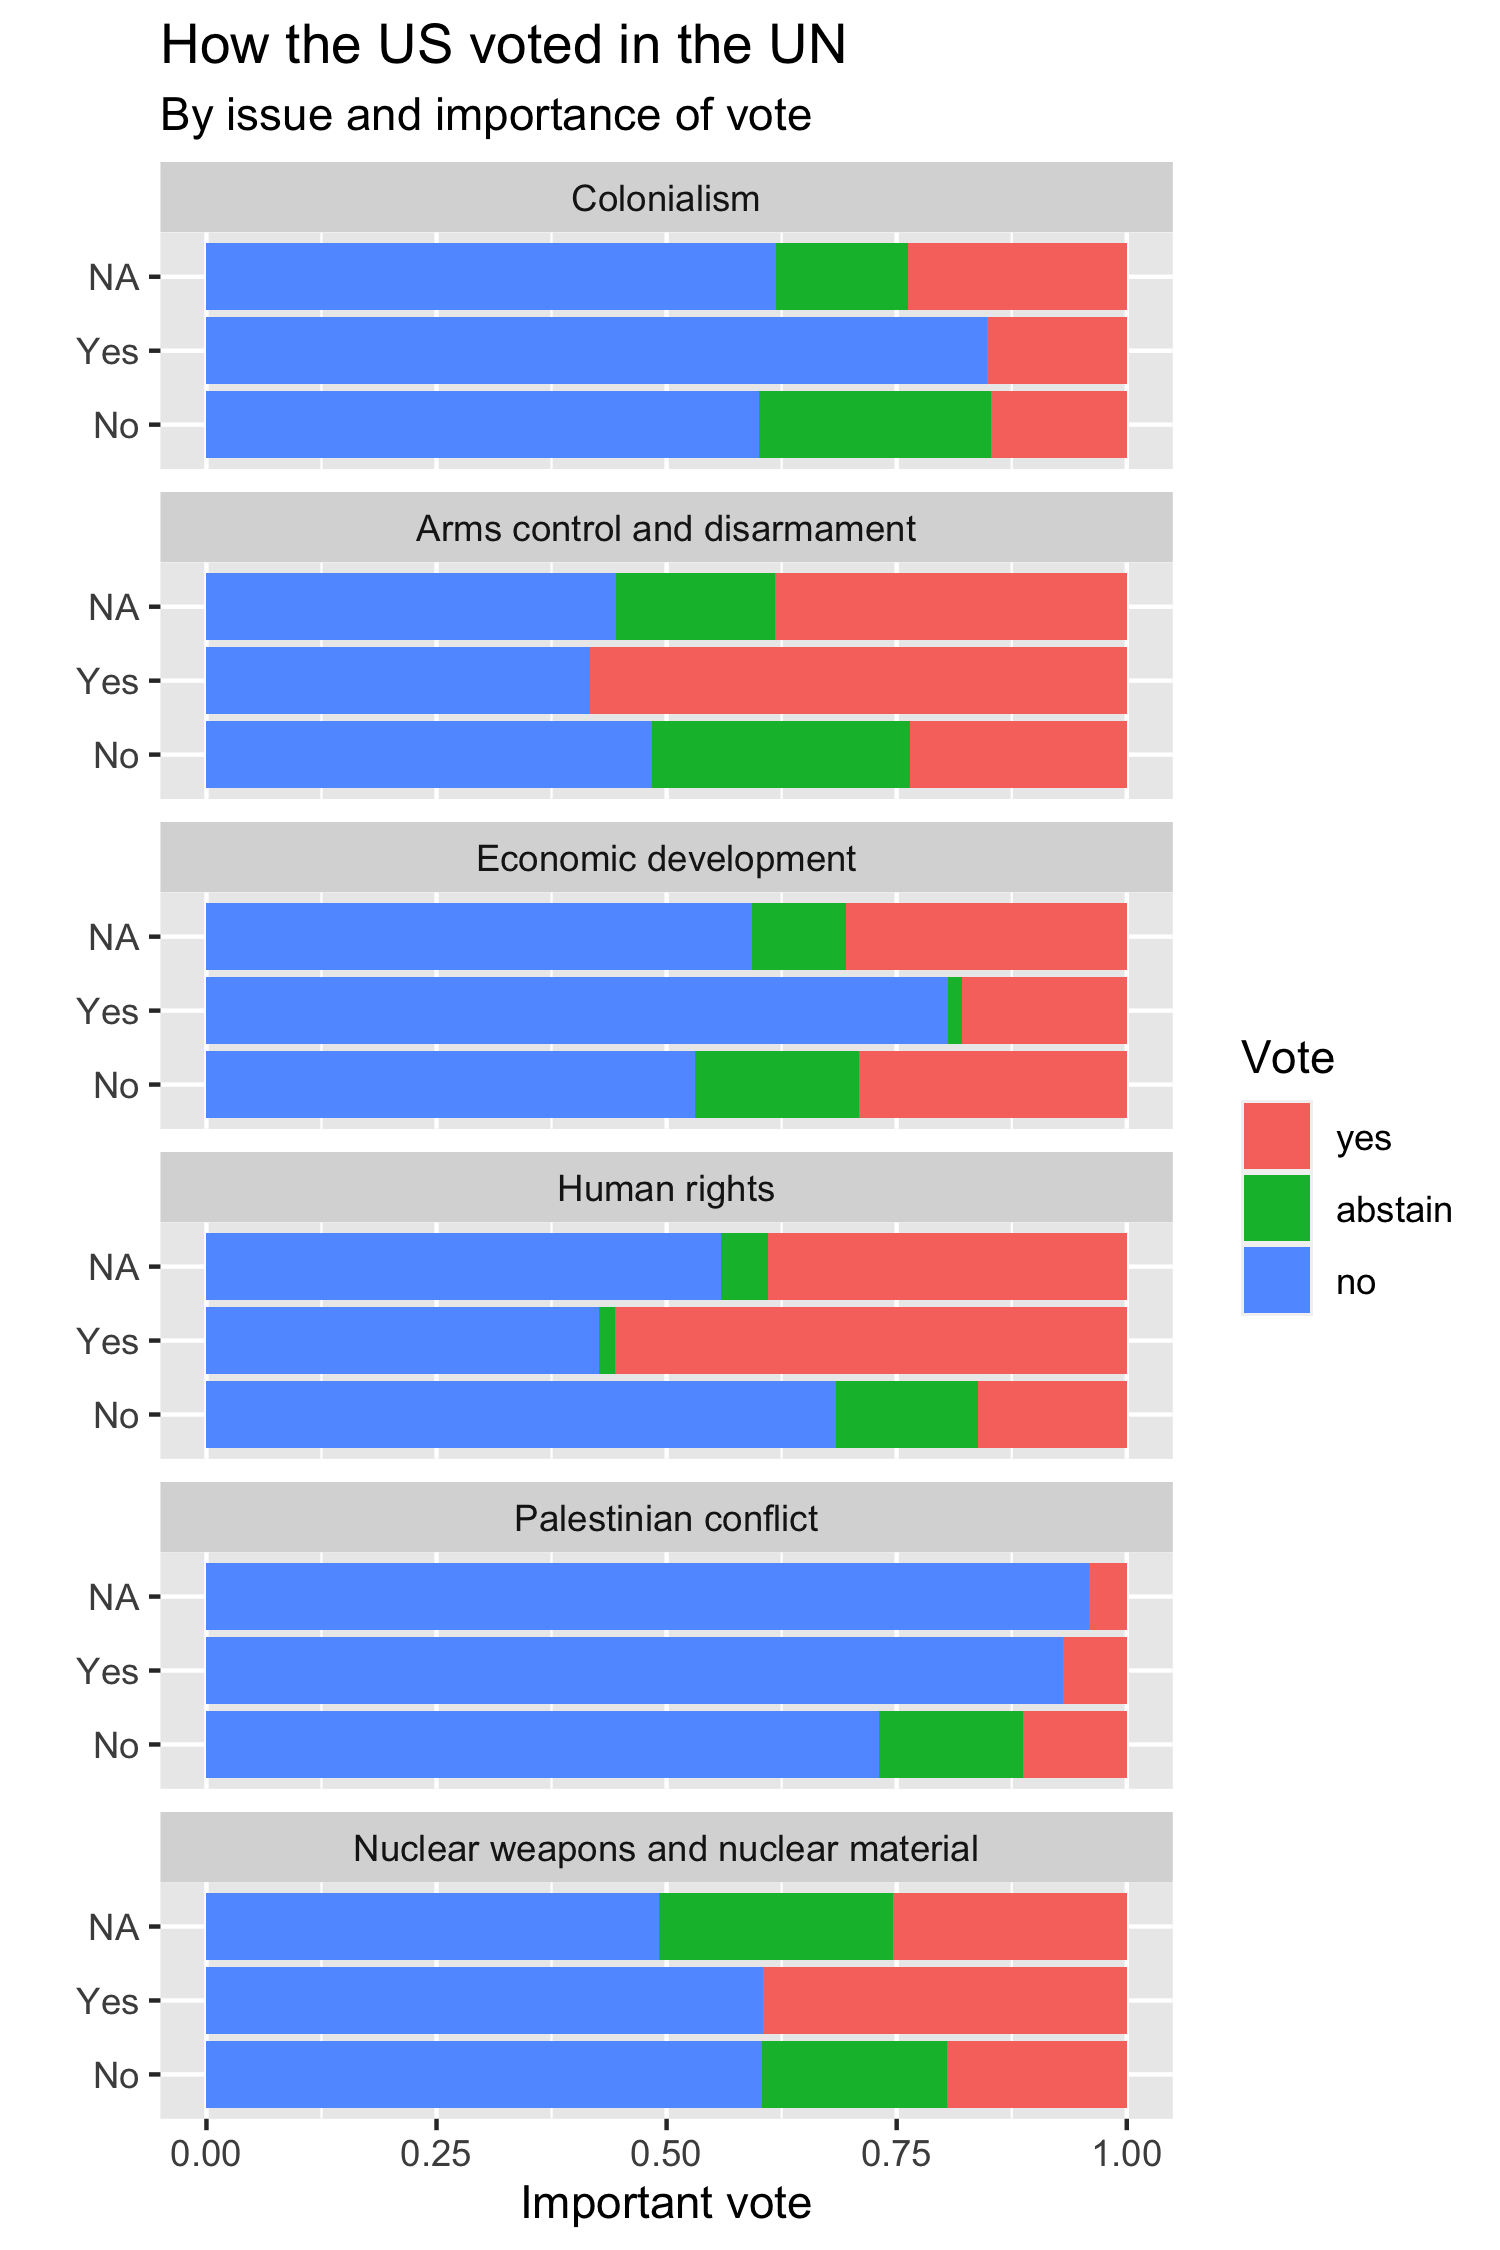 How the US voted in the UN
By issue and importance of vote
Colonialism
NA
Yes
No
Arms control and disarmament
NA
Yes
No
Economic development
NA
Yes
No
Human rights
NA
Yes
No
Palestinian conflict
NA
Yes
No
Nuclear weapons and nuclear material
NA
Yes
No
0.00 0.25 0.50 0.75 1.00
Important vote
Vote
yes
abstain
no